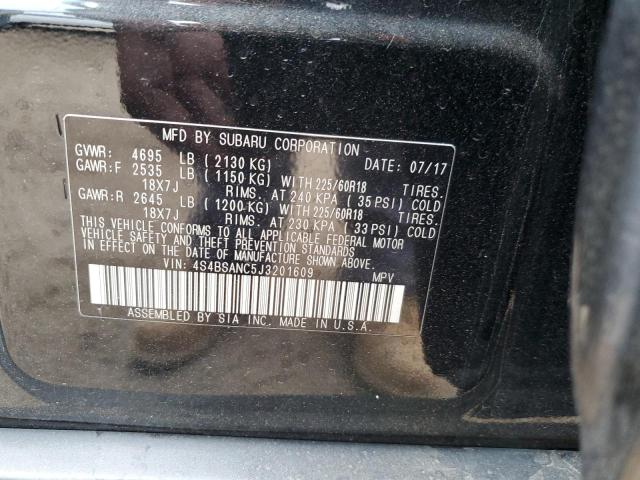 MFD BY SUBARU CORPORATION
GVWR: 4695 LB (2130 KG) DATE: 07/17
GAWR:F 2535 LB (1150 KG) WITH 225/60R18 TIRES,
18X7J RIMS, AT 240 KPA ( 35 PSI) COLD
GAWR:R 2645 LB (1200 KG) WITH 225/60R18 TIRES,
18X7J RIMS, AT 230 KPA ( 33 PSI) COLD
THIS VEHICLE CONFORMS TO ALL APPLICABLE FEDERAL MOTOR
VEHICLE SAFETY AND THEFT PREVENTION STANDARDS
IN EFFECT ON THE DATE OF MANUFACTURE SHOWN ABOVE.
VIN: 4S4BSANC5J3201609 MPV
ASSEMBLED BY SIA INC. MADE IN U.S.A.